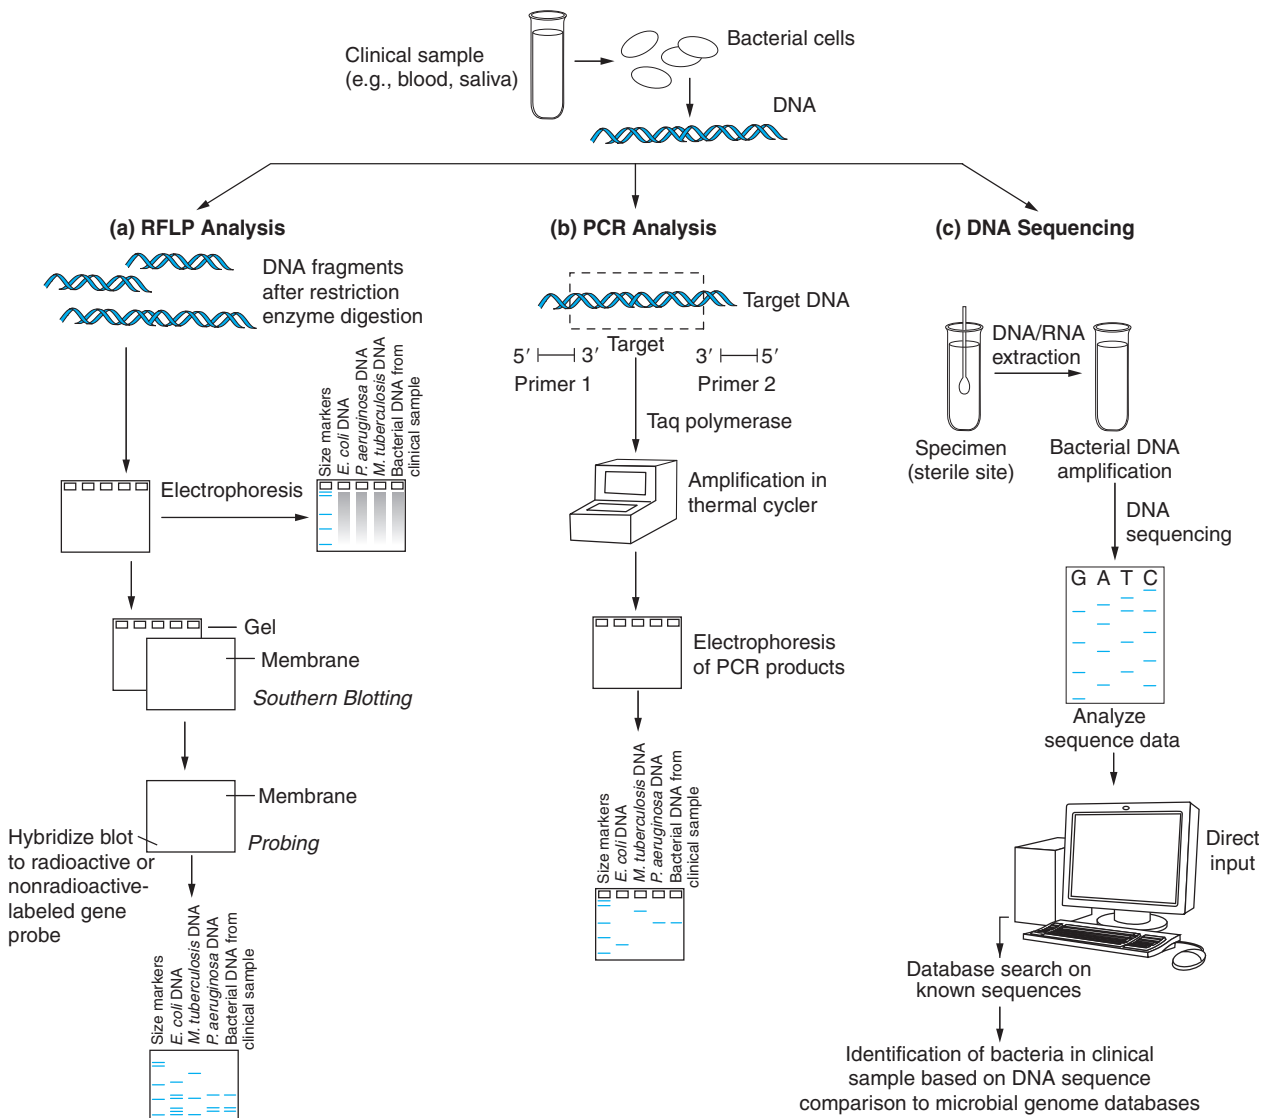 Clinical sample
(e.g., blood, saliva)
Bacterial cells
DNA
(a) RFLP Analysis
DNA fragments
after restriction
enzyme digestion
Size markers
E. coli DNA
P. aeruginosa DNA
M. tuberculosis DNA
Bacterial DNA from
clinical sample
Electrophoresis
Gel
Membrane
Southern Blotting
Membrane
Probing
Hybridize blot
to radioactive or
nonradioactive-
labeled gene
probe
Size markers
E. coli DNA
M. tuberculosis DNA
P. aeruginosa DNA
Bacterial DNA from
clinical sample
(b) PCR Analysis
Target DNA
Target
5′ 3′
Primer 1
3′ 5′
Primer 2
Taq polymerase
Amplification in
thermal cycler
Electrophoresis
of PCR products
Size markers
E. coli DNA
M. tuberculosis DNA
P. aeruginosa DNA
Bacterial DNA from
clinical sample
(c) DNA Sequencing
DNA/RNA
extraction
Specimen
(sterile site)
Bacterial DNA
amplification
DNA
sequencing
G A T C
Analyze
sequence data
Direct
input
Database search on
known sequences
Identification of bacteria in clinical
sample based on DNA sequence
comparison to microbial genome databases